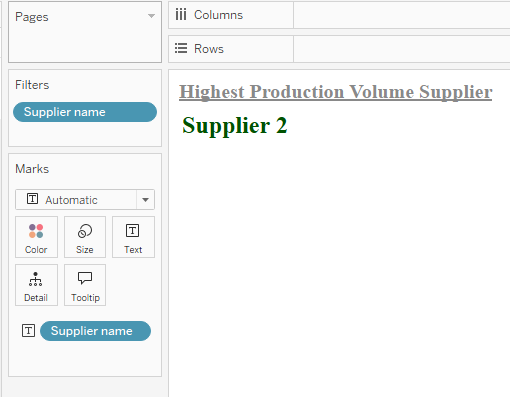 Pages
Columns
Rows
Filters
Supplier name
Marks
T Automatic
Color Size T Text
Detail Tooltip
T Supplier name
Highest Production Volume Supplier
Supplier 2